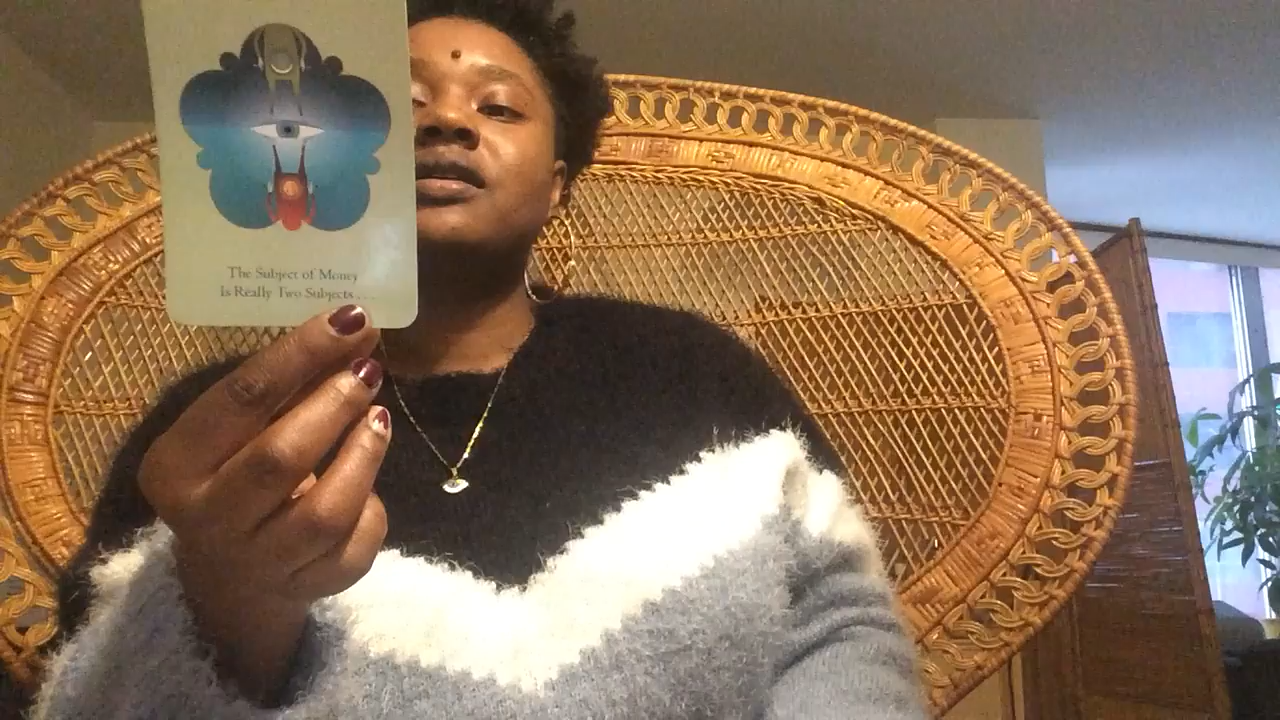 The Subject of Money
Is Really Two Subjects . . .